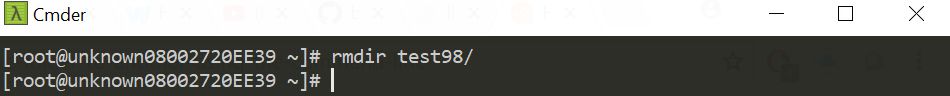 Cmder
[root@unknown08002720EE39 ~]# rmdir test98/
[root@unknown08002720EE39 ~]#